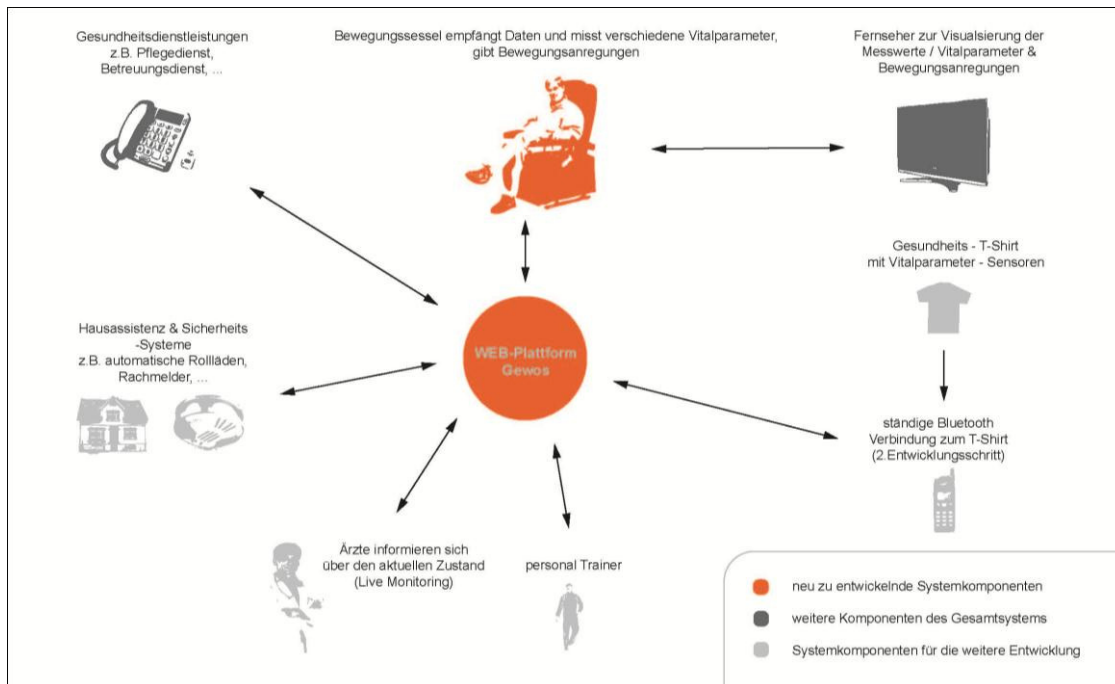 Gesundheitsdienstleistungen
z.B. Pflegedienst,
Betreuungsdienst, ...
Bewegungssessel empfängt Daten und misst verschiedene Vitalparameter,
gibt Bewegungsanregungen
Fernseher zur Visualsierung der
Messwerte / Vitalparameter &
Bewegungsanregungen
Gesundheits - T-Shirt
mit Vitalparameter - Sensoren
Hausassistenz & Sicherheits
-Systeme
z.B. automatische Rollläden,
Rachmelder, ...
WEB-Plattform
Gewos
ständige Bluetooth
Verbindung zum T-Shirt
(2.Entwicklungsschritt)
Ärzte informieren sich
über den aktuellen Zustand
(Live Monitoring)
personal Trainer
neu zu entwickelnde Systemkomponenten
weitere Komponenten des Gesamtsystems
Systemkomponenten für die weitere Entwicklung